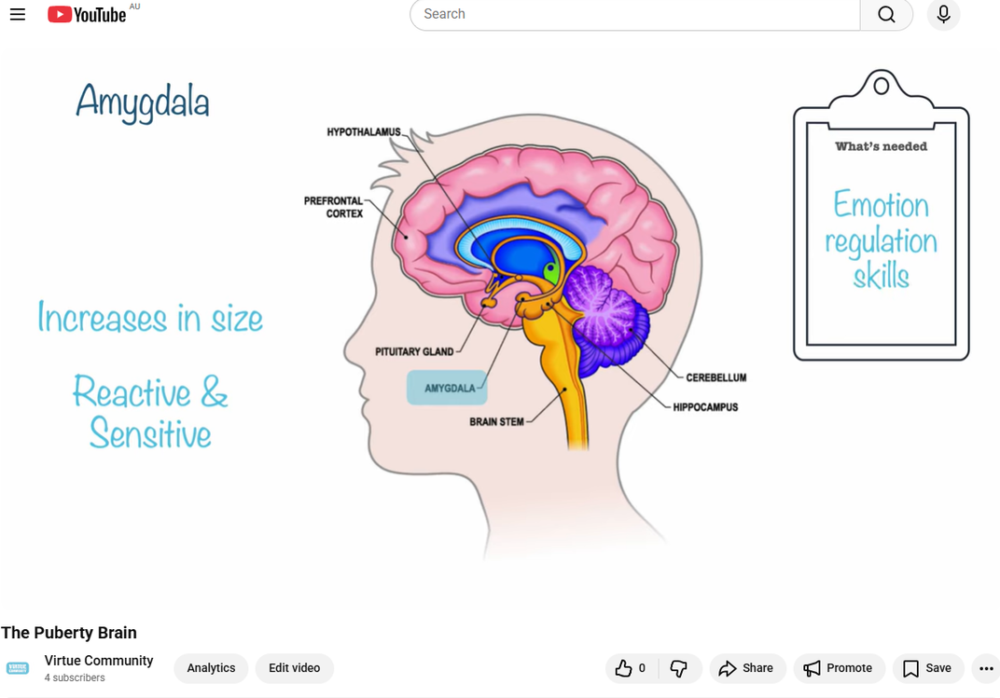 YouTube AU
Search
Amygdala
What's needed
Emotion
regulation
skills
HYPOTHALAMUS
PREFRONTAL
CORTEX
Increases in size
Reactive &
Sensitive
PITUITARY GLAND
AMYGDALA
BRAIN STEM
CEREBELLUM
HIPPOCAMPUS
The Puberty Brain
VIRTUE
COMMUNITY
Virtue Community
4 subscribers
Analytics
Edit video
0
Share
Promote
Save